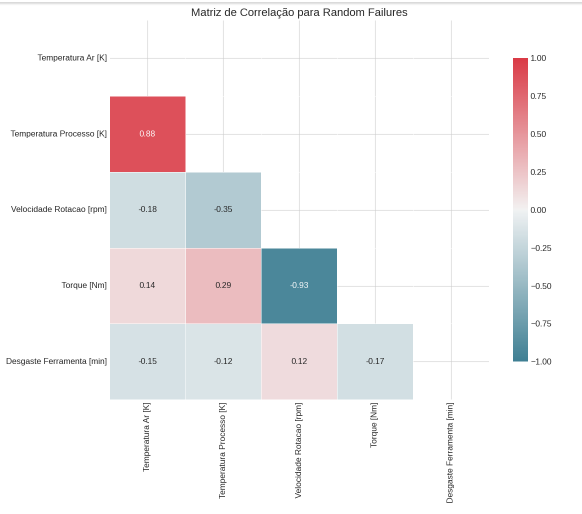 Matriz de Correlação para Random Failures
Temperatura Ar [K]
Temperatura Processo [K]
0.88
Velocidade Rotacao [rpm]
-0.18
-0.35
Torque [Nm]
0.14
0.29
-0.93
Desgaste Ferramenta [min]
-0.15
-0.12
0.12
-0.17
Temperatura Ar [K]
Temperatura Processo [K]
Velocidade Rotacao [rpm]
Torque [Nm]
Desgaste Ferramenta [min]
1.00
0.75
0.50
0.25
0.00
−0.25
−0.50
−0.75
−1.00